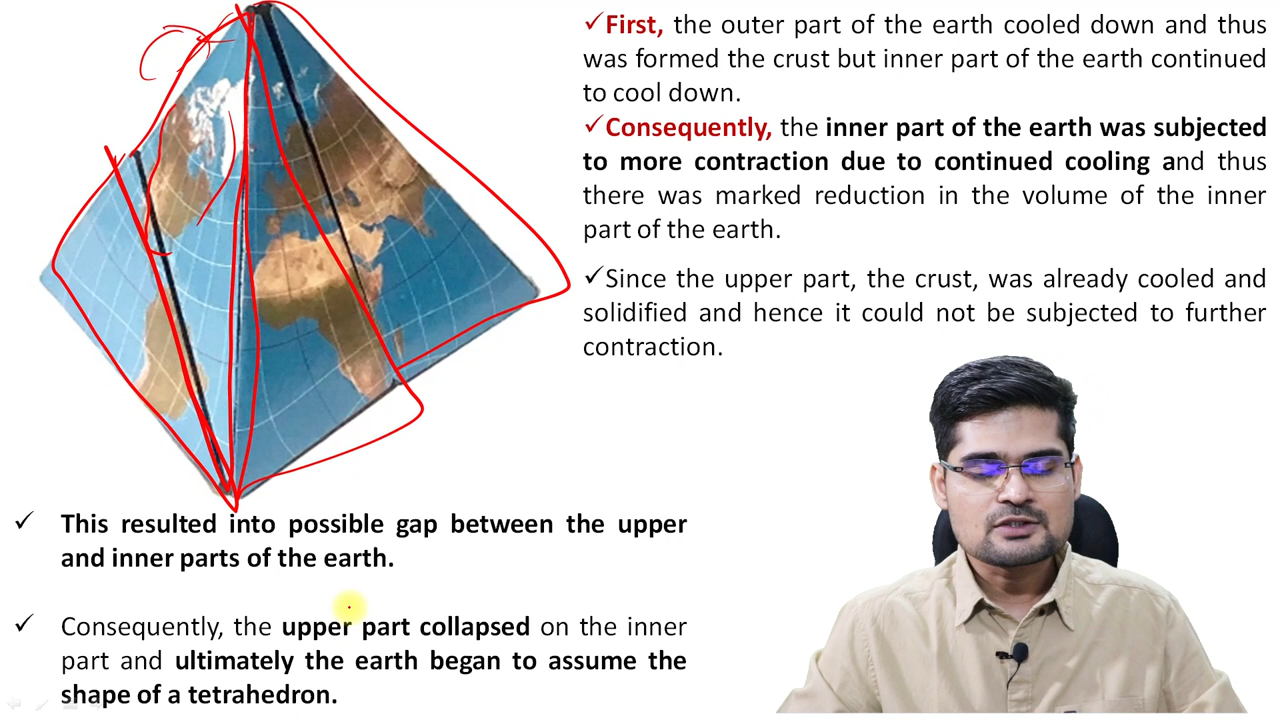 ✓First, the outer part of the earth cooled down and thus
was formed the crust but inner part of the earth continued
to cool down.
✓Consequently, the inner part of the earth was subjected
to more contraction due to continued cooling and thus
there was marked reduction in the volume of the inner
part of the earth.
✓Since the upper part, the crust, was already cooled and
solidified and hence it could not be subjected to further
contraction.
✓ This resulted into possible gap between the upper
and inner parts of the earth.
✓ Consequently, the upper part collapsed on the inner
part and ultimately the earth began to assume the
shape of a tetrahedron.